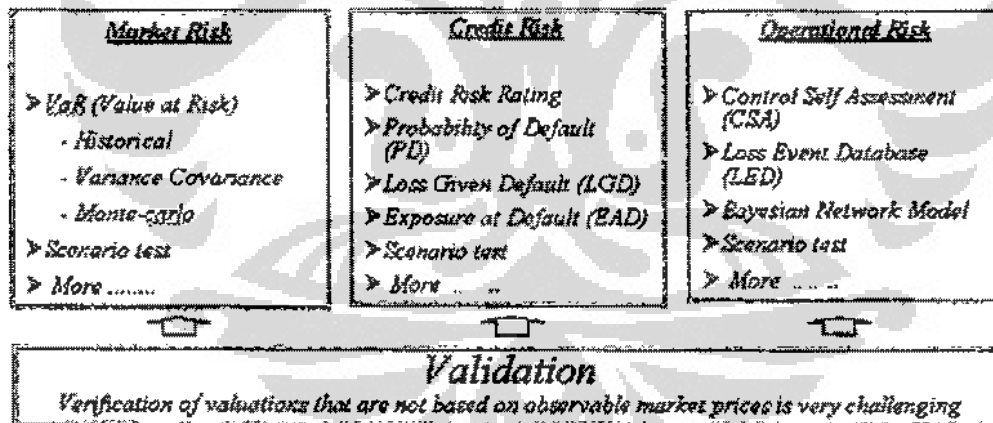 Market Risk
➤ VaR (Value at Risk)
- Historical
- Variance Covariance
- Monte-carlo
➤ Scenario test
➤ More ........
Credit Risk
➤ Credit Risk Rating
➤ Probability of Default
(PD)
➤ Loss Given Default (LGD)
➤ Exposure at Default (EAD)
➤ Scenario test
➤ More .. ..
Operational Risk
➤ Control Self Assessment
(CSA)
➤ Loss Event Database
(LED)
➤ Bayesian Network Model
➤ Scenario test
➤ More .. .. ..
Validation
Verification of valuations that are not based on observable market prices is very challenging